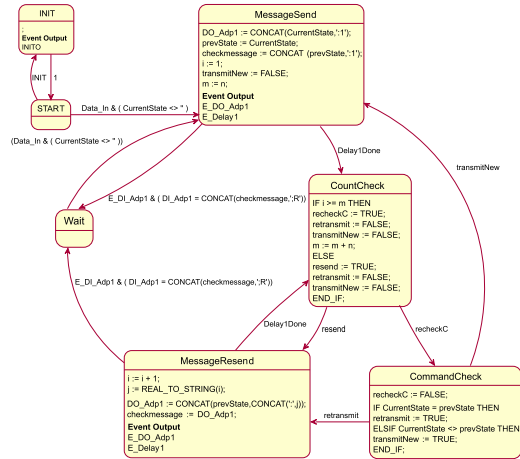 INIT
;
Event Output
INITO
INIT
1
START
Data_In & ( CurrentState <> '' )
MessageSend
DO_Adp1 := CONCAT(CurrentState,':1');
prevState := CurrentState;
checkmessage := CONCAT (prevState,':1');
i := 1;
transmitNew := FALSE;
m := n;
Event Output
E_DO_Adp1
E_Delay1
(Data_In & ( CurrentState <> '' ))
Delay1Done
transmitNew
E_DI_Adp1 & ( DI_Adp1 = CONCAT(checkmessage,';R'))
Wait
CountCheck
IF i >= m THEN
recheckC := TRUE;
retransmit := FALSE;
transmitNew := FALSE;
m := m + n;
ELSE
resend := TRUE;
retransmit := FALSE;
transmitNew := FALSE;
END_IF;
E_DI_Adp1 & ( DI_Adp1 = CONCAT(checkmessage,';R'))
Delay1Done
resend
recheckC
MessageResend
i := i + 1;
j := REAL_TO_STRING(i);
DO_Adp1 := CONCAT(prevState,CONCAT(':',j));
checkmessage := DO_Adp1;
Event Output
E_DO_Adp1
E_Delay1
retransmit
CommandCheck
recheckC := FALSE;
IF CurrentState = prevState THEN
retransmit := TRUE;
ELSIF CurrentState <> prevState THEN
transmitNew := TRUE;
END_IF;